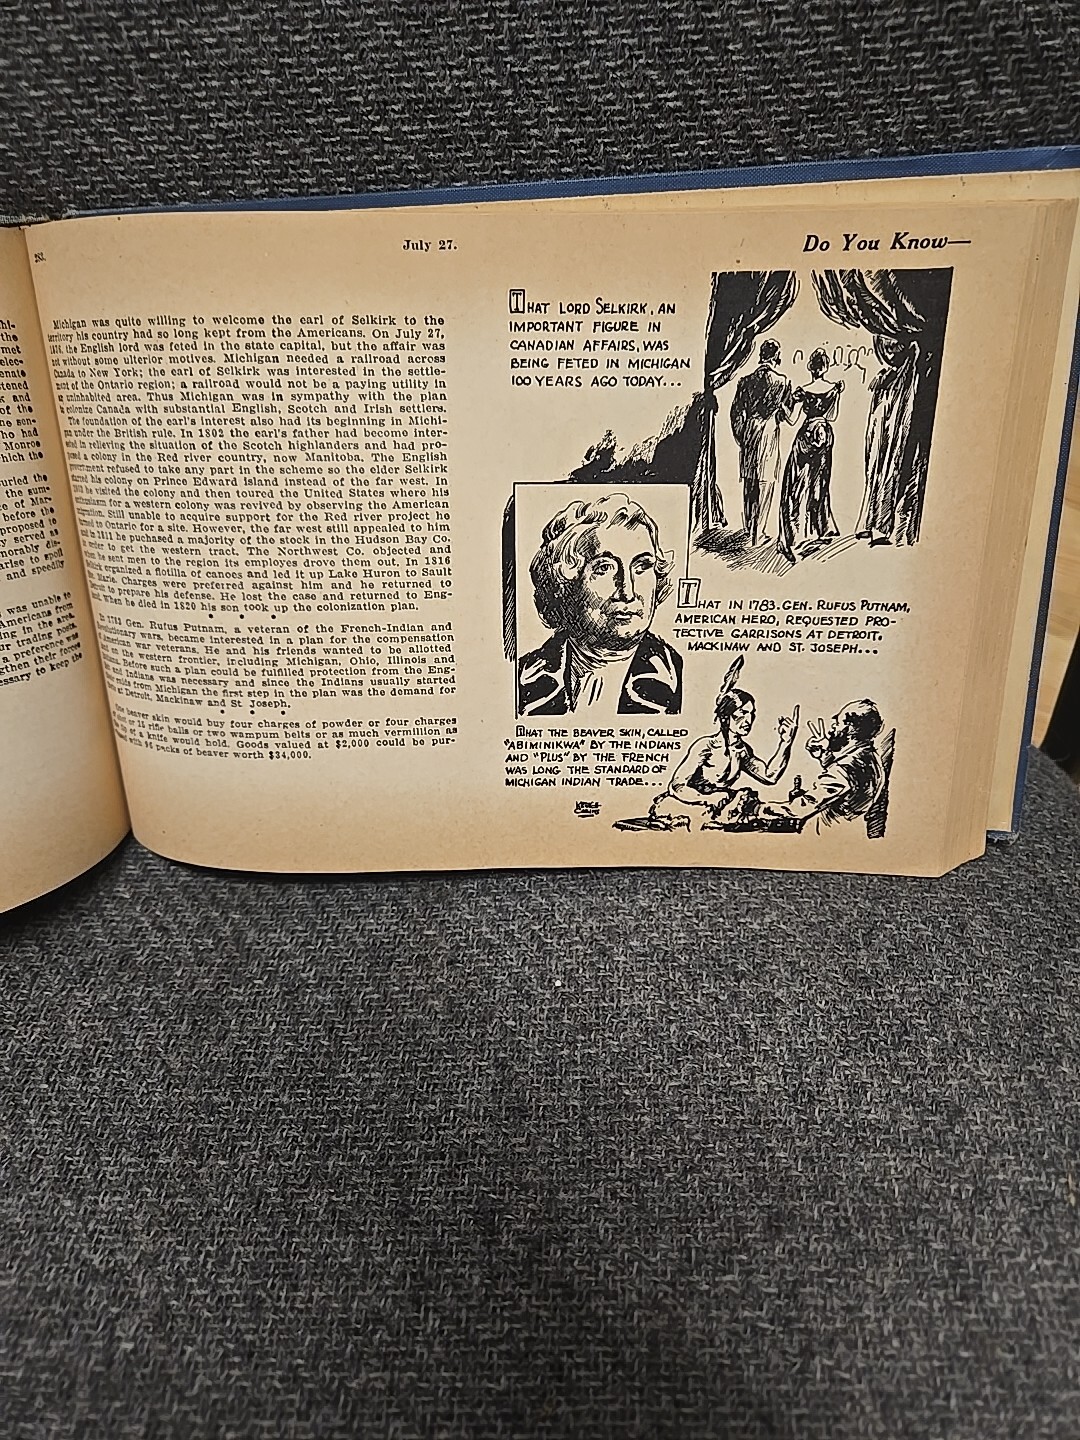 283.
July 27.
Do You Know—
Michigan was quite willing to welcome the earl of Selkirk to the
territory his country had so long kept from the Americans. On July 27,
the English lord was feted in the state capital, but the affair was
not without some ulterior motives. Michigan needed a railroad across
Canada to New York; the earl of Selkirk was interested in the settle-
ment of the Ontario region; a railroad would not be a paying utility in
an uninhabited area. Thus Michigan was in sympathy with the plan
to colonize Canada with substantial English, Scotch and Irish settlers.
The foundation of the earl's interest also had its beginning in Michi-
gan under the British rule. In 1802 the earl's father had become inter-
ested in relieving the situation of the Scotch highlanders and had pro-
posed a colony in the Red river country, now Manitoba. The English
government refused to take any part in the scheme so the elder Selkirk
started his colony on Prince Edward island instead of the far west. In
he visited the colony and then toured the United States where his
enthusiasm for a western colony was revived by observing the American
Still unable to acquire support for the Red river project he
turned to Ontario for a site. However, the far west still appealed to him
and in 1811 he puchased a majority of the stock in the Hudson Bay Co.
in order to get the western tract. The Northwest Co. objected and
when he sent men to the region its employes drove them out. In 1816
Selkirk organized a flotilla of canoes and led it up Lake Huron to Sault
Ste. Marie. Charges were preferred against him and he returned to
to prepare his defense. He lost the case and returned to Eng-
land. When he died in 1820 his son took up the colonization plan.
In 1783 Gen. Rufus Putnam, a veteran of the French-Indian and
Revolutionary wars, became interested in a plan for the compensation
of American war veterans. He and his friends wanted to be allotted
on the western frontier, including Michigan, Ohio, Illinois and
Before such a plan could be fulfilled protection from the Eng-
and Indians was necessary and since the Indians usually started
raids from Michigan the first step in the plan was the demand for
at Detroit, Mackinaw and St Joseph.
One beaver skin would buy four charges of powder or four charges
of shot or 15 rifle balls or two wampum belts or as much vermillion as
of a knife would hold. Goods valued at $2,000 could be pur-
with 96 packs of beaver worth $34,000.
THAT LORD SELKIRK, AN
IMPORTANT FIGURE IN
CANADIAN AFFAIRS, WAS
BEING FETED IN MICHIGAN
100 YEARS AGO TODAY...
THAT IN 1783. GEN. RUFUS PUTNAM,
AMERICAN HERO, REQUESTED PRO-
TECTIVE GARRISONS AT DETROIT,
MACKINAW AND ST. JOSEPH...
THAT THE BEAVER SKIN, CALLED
"ABIMINIKWA" BY THE INDIANS
AND "PLUS" BY THE FRENCH
WAS LONG THE STANDARD OF
MICHIGAN INDIAN TRADE...